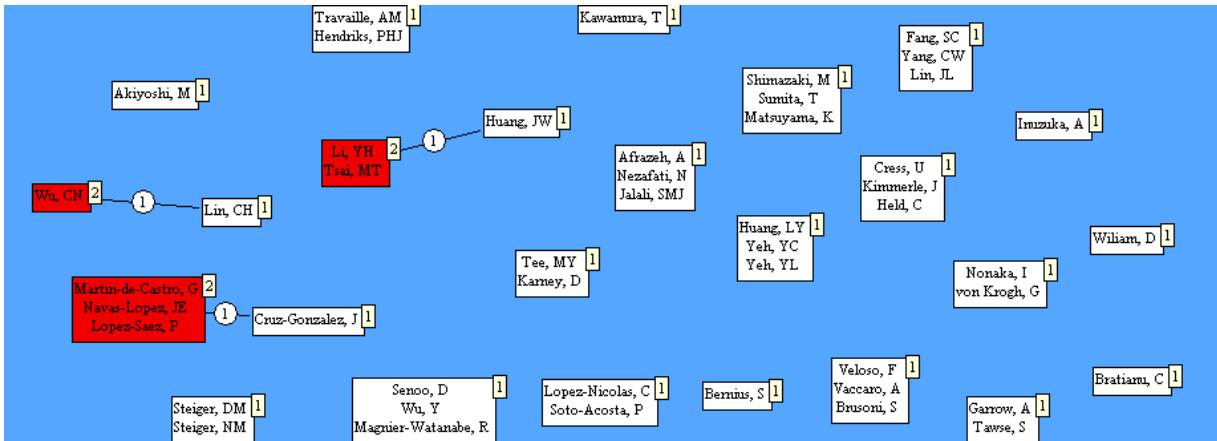 Travaille, AM 1
Hendriks, PHJ
Kawamura, T 1
Fang, SC 1
Yang, CW
Lin, JL
Akiyoshi, M 1
Shimazaki, M 1
Sumita, T
Matsuyama, K
Huang, JW 1
Inuzuka, A 1
1
Li, YH 2
Tsai, MT
Afrazeh, A 1
Nezafati, N
Jalali, SMJ
Cress, U 1
Kimmerle, J
Held, C
Wu, CN 2
1
Lin, CH 1
Huang, LY 1
Yeh, YC
Yeh, YL
Wiliam, D 1
Tee, MY 1
Karney, D
Nonaka, I 1
von Krogh, G
Martin-de-Castro, G 2
Navas-Lopez, JE
Lopez-Saez, P
1
Cruz-Gonzalez, J 1
Senoo, D 1
Wu, Y
Magnier-Watanabe, R
Lopez-Nicolas, C 1
Soto-Acosta, P
Bernius, S 1
Veloso, F 1
Vaccaro, A
Brusoni, S
Bratianu, C 1
Steiger, DM 1
Steiger, NM
Garrow, A 1
Tawse, S